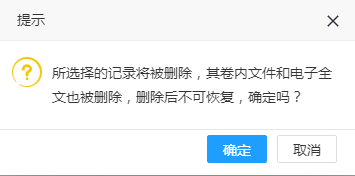 提示
所选择的记录将被删除，其卷内文件和电子全
文也被删除，删除后不可恢复，确定吗？
确定 取消